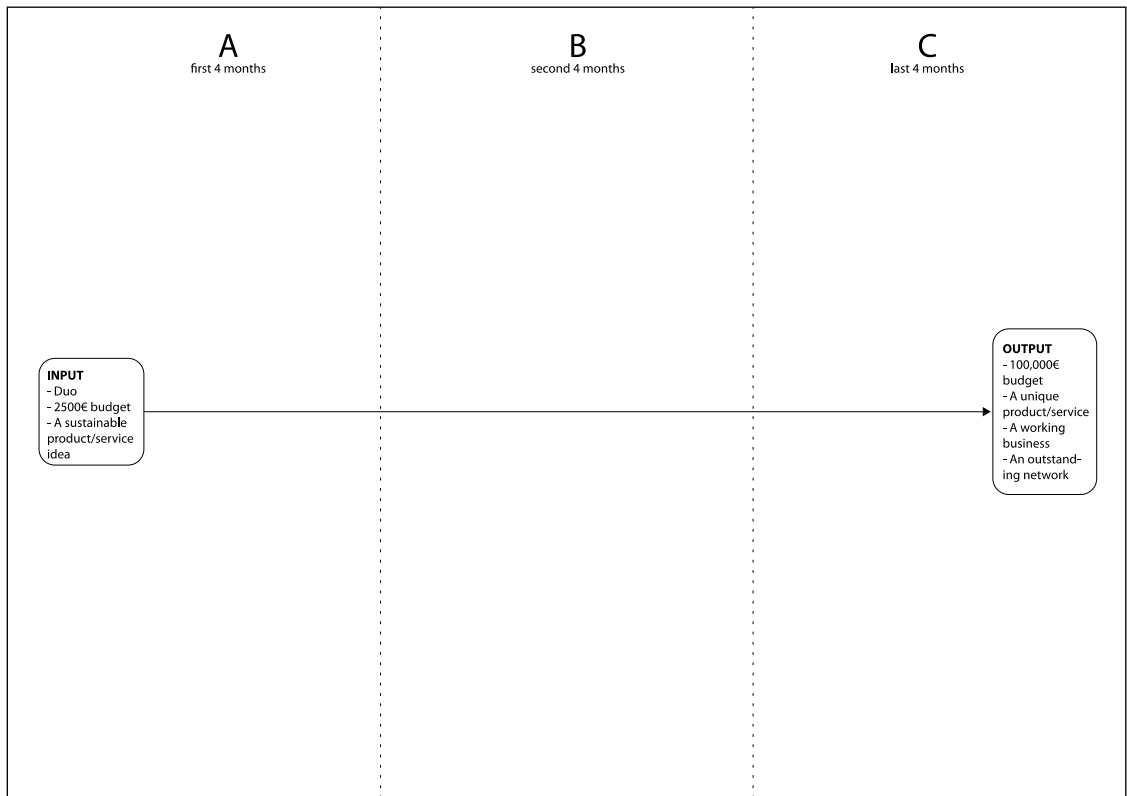 A
first 4 months
B
second 4 months
C
last 4 months
INPUT
- Duo
- 2500€ budget
- A sustainable
product/service
idea
OUTPUT
- 100,000€
budget
- A unique
product/service
- A working
business
- An outstand-
ing network